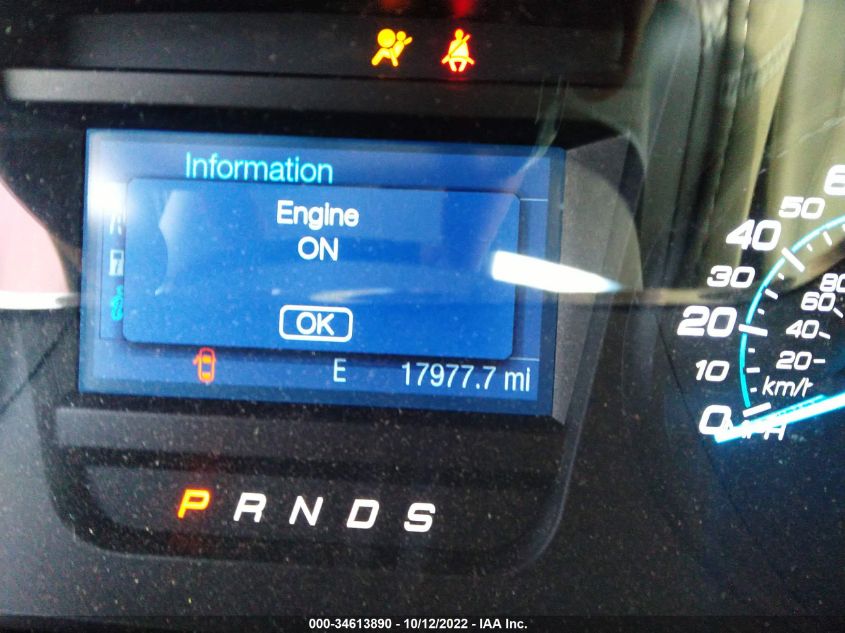 Information
Engine
ON
OK
E 17977.7 mi
P R N D S
50
40
30
20
10
0
80
60
40
20
km/h
MPH
000-34613890 - 10/12/2022 - IAA Inc.